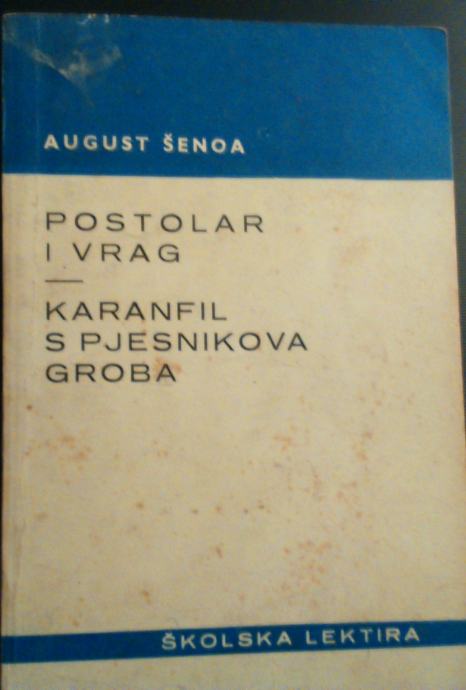 AUGUST ŠENOA
POSTOLAR
I VRAG
KARANFIL
S PJESNIKOVA
GROBA
ŠKOLSKA LEKTIRA